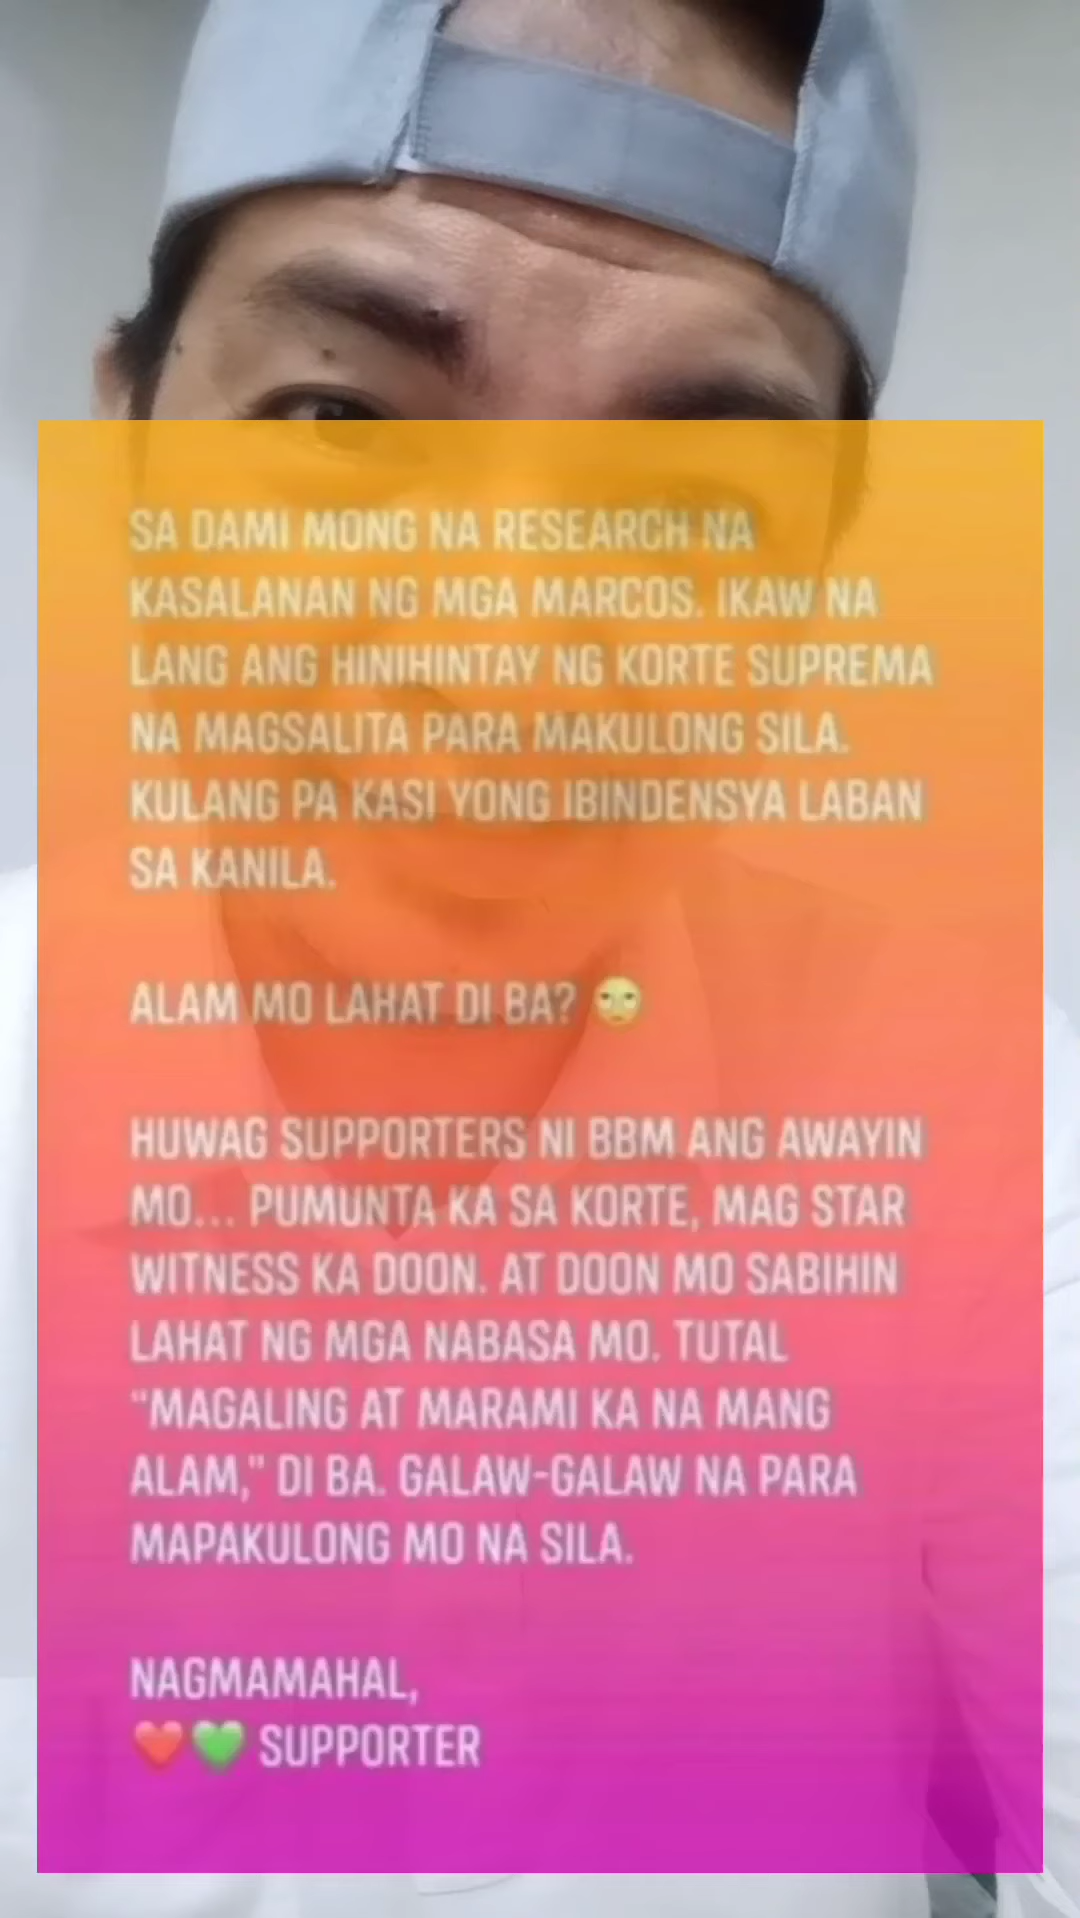 SA DAMI MONG NA RESEARCH NA
KASALANAN NG MGA MARCOS. IKAW NA
LANG ANG HINIHINTAY NG KORTE SUPREMA
NA MAGSALITA PARA MAKULONG SILA.
KULANG PA KASI YONG IBINDENSYA LABAN
SA KANILA.
ALAM MO LAHAT DI BA? 🙄
HUWAG SUPPORTERS NI BBM ANG AWAYIN
MO... PUMUNTA KA SA KORTE, MAG STAR
WITNESS KA DOON. AT DOON MO SABIHIN
LAHAT NG MGA NABASA MO. TUTAL
"MAGALING AT MARAMI KA NA MANG
ALAM," DI BA. GALAW-GALAW NA PARA
MAPAKULONG MO NA SILA.
NAGMAMAHAL,
❤️💚 SUPPORTER